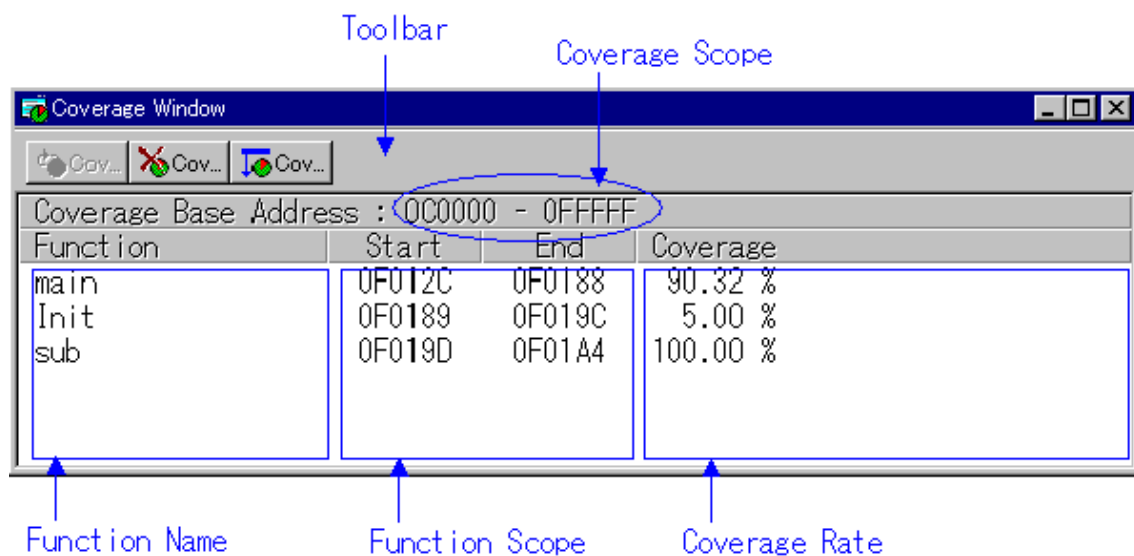 Toolbar
Coverage Scope
Coverage Window
Cov... Cov... Cov...
Coverage Base Address : 0C0000 - 0FFFFF
Function Start End Coverage
main 0F012C 0F0188 90.32 %
Init 0F0189 0F019C 5.00 %
sub 0F019D 0F01A4 100.00 %
Function Name Function Scope Coverage Rate